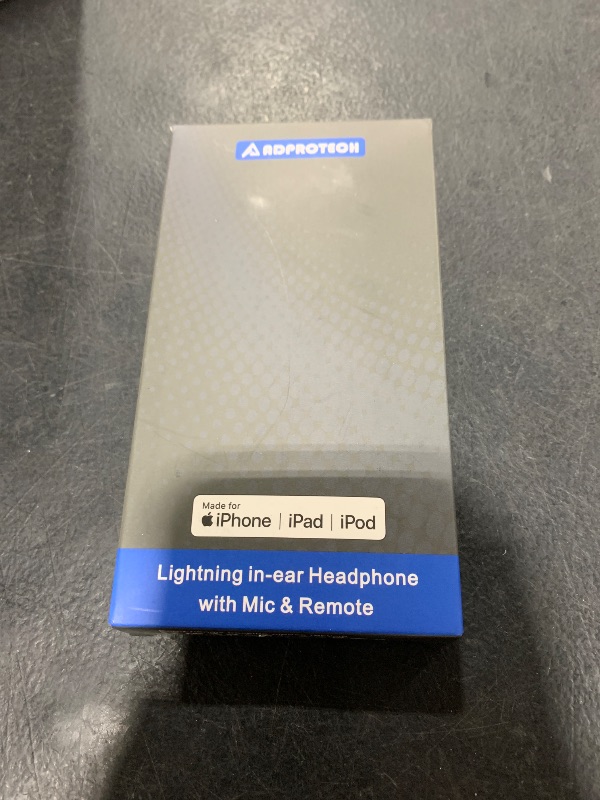 ADPROTECH
Made for
iPhone | iPad | iPod
Lightning in-ear Headphone
with Mic & Remote